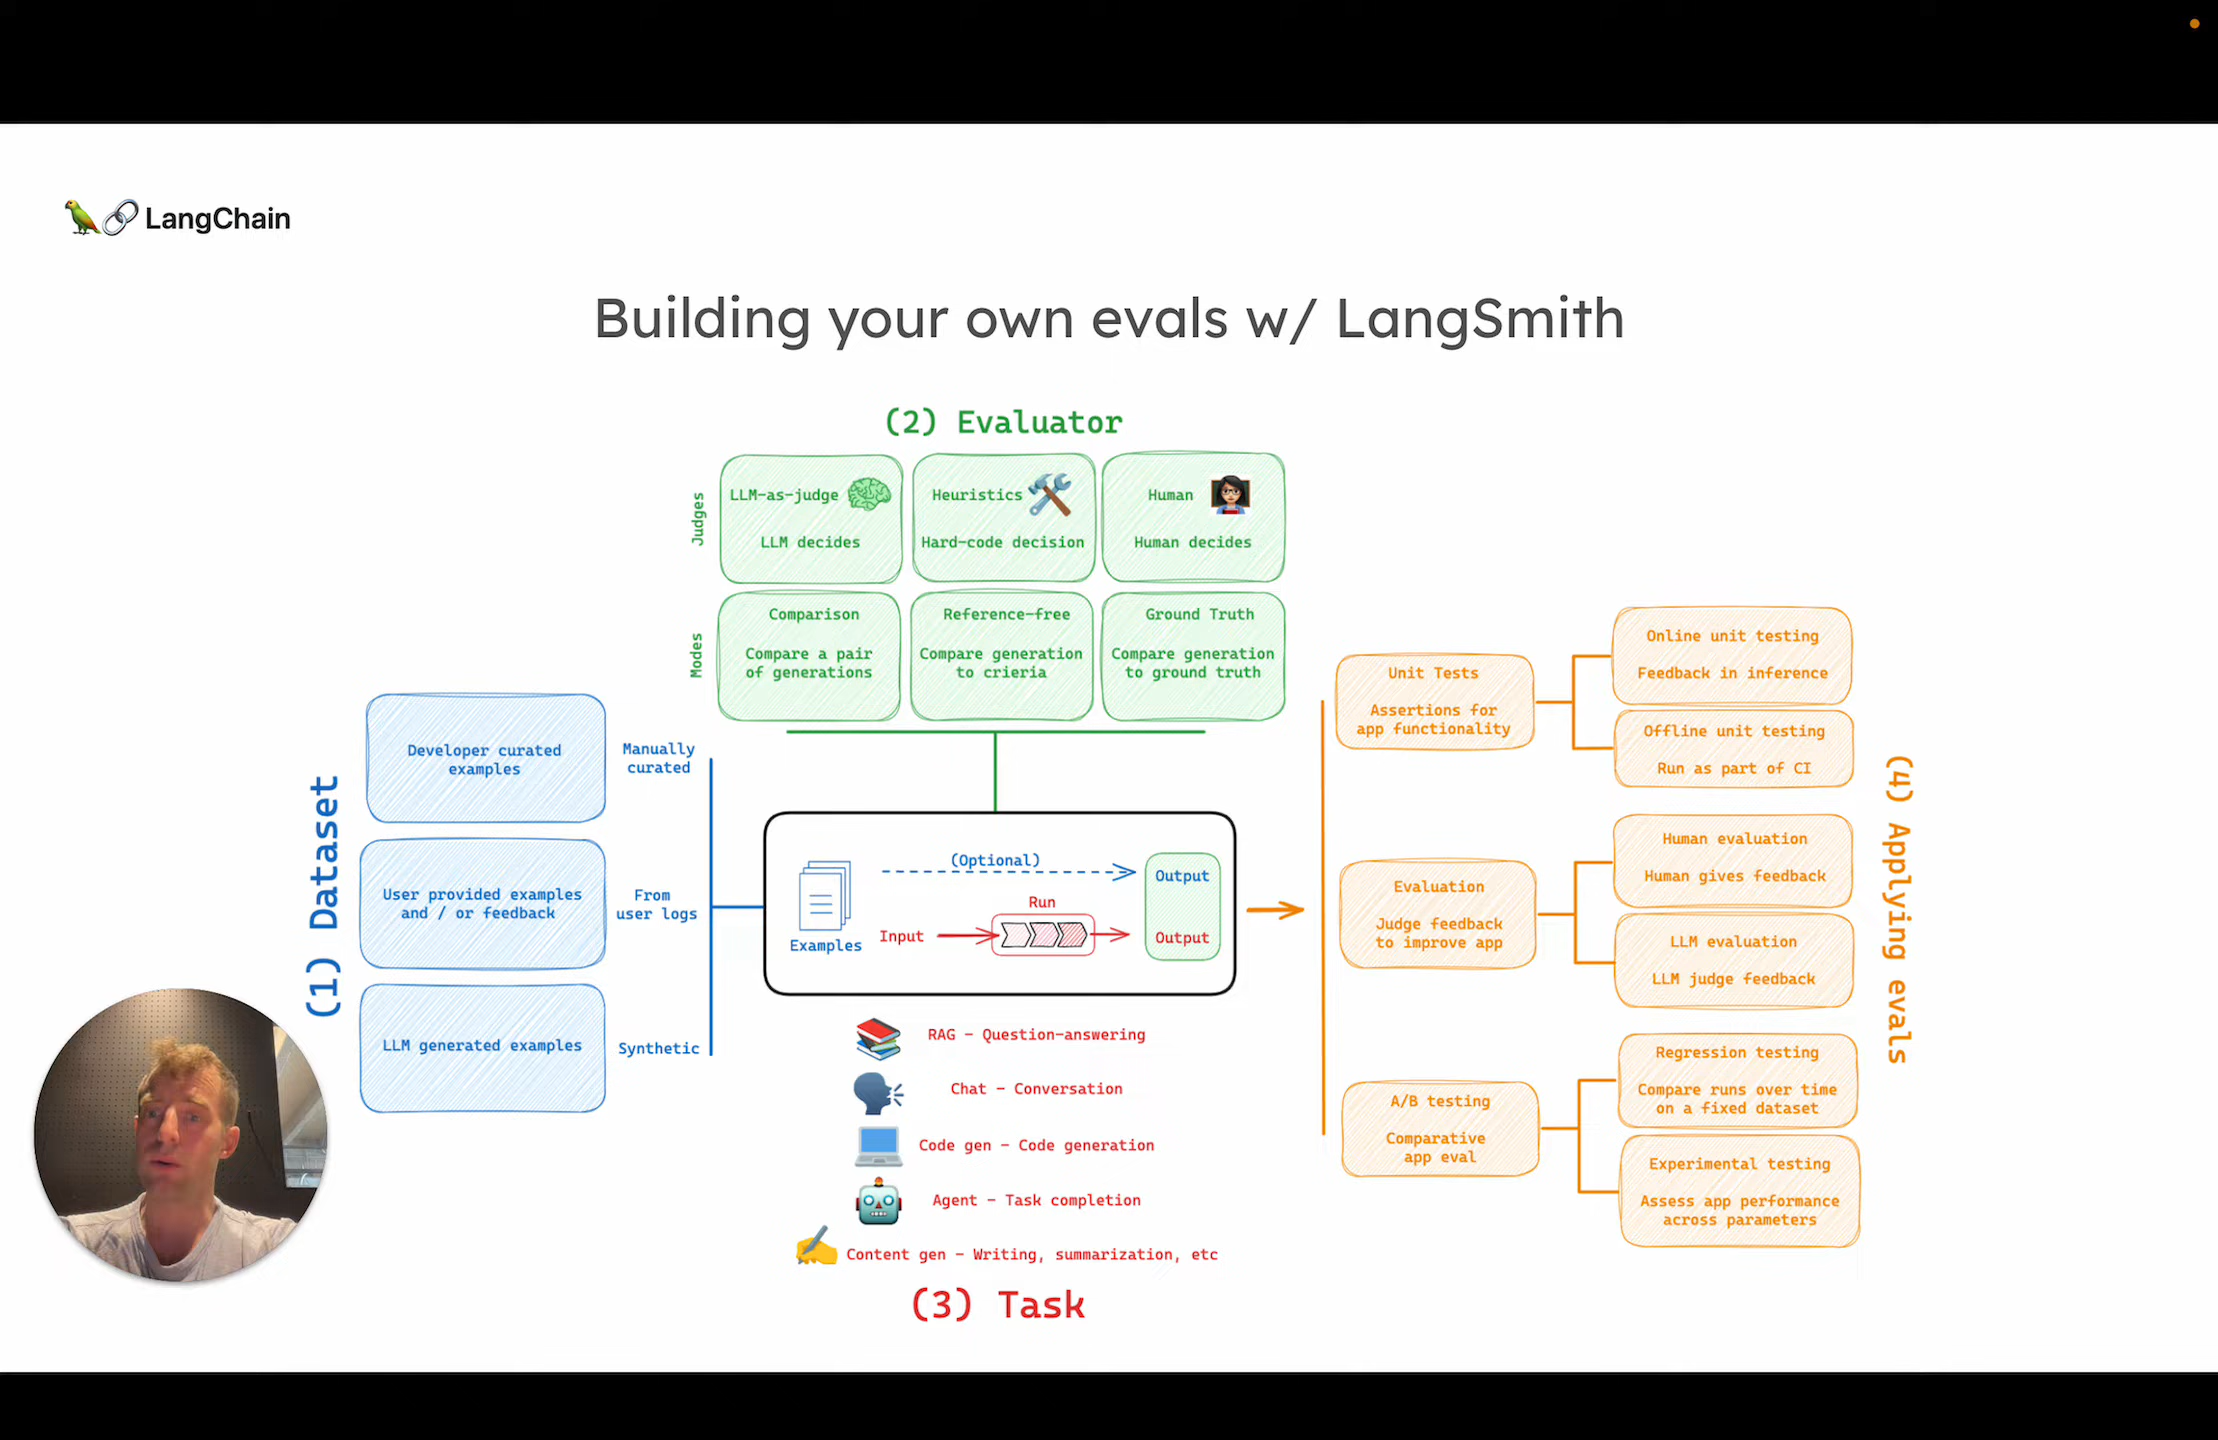 LangChain
Building your own evals w/ LangSmith
(2) Evaluator
Judges
LLM-as-judge
LLM decides
Heuristics
Hard-code decision
Human
Human decides
Modes
Comparison
Compare a pair
of generations
Reference-free
Compare generation
to crieria
Ground Truth
Compare generation
to ground truth
(1) Dataset
Developer curated
examples
Manually
curated
User provided examples
and / or feedback
From
user logs
LLM generated examples
Synthetic
Examples
(Optional)
Output
Run
Input
Output
RAG - Question-answering
Chat - Conversation
Code gen - Code generation
Agent - Task completion
Content gen - Writing, summarization, etc
(3) Task
Unit Tests
Assertions for
app functionality
Online unit testing
Feedback in inference
Offline unit testing
Run as part of CI
Evaluation
Judge feedback
to improve app
Human evaluation
Human gives feedback
LLM evaluation
LLM judge feedback
A/B testing
Comparative
app eval
Regression testing
Compare runs over time
on a fixed dataset
Experimental testing
Assess app performance
across parameters
(4) Applying evals